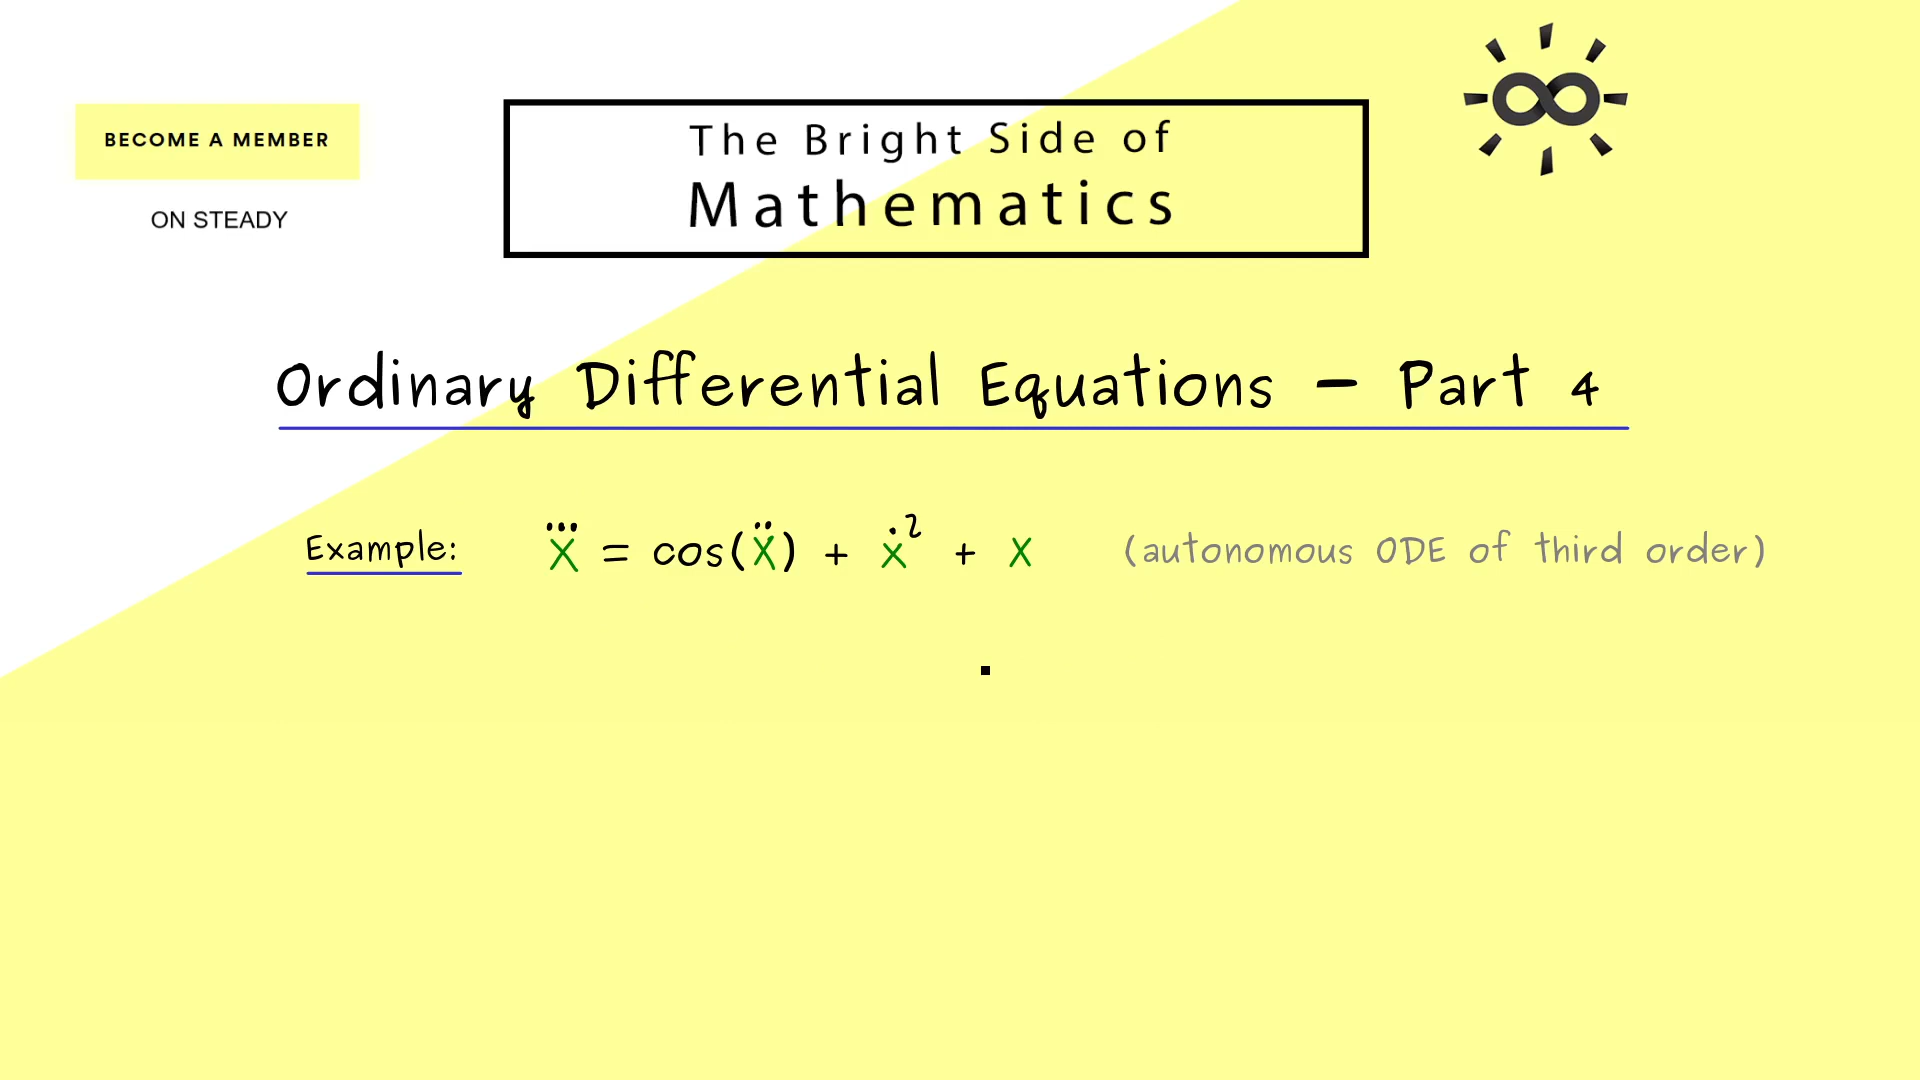 BECOME A MEMBER
ON STEADY
The Bright Side of
Mathematics
Ordinary Differential Equations - Part 4
Example: x⃛ = cos(ẍ) + ẋ² + x (autonomous ODE of third order)